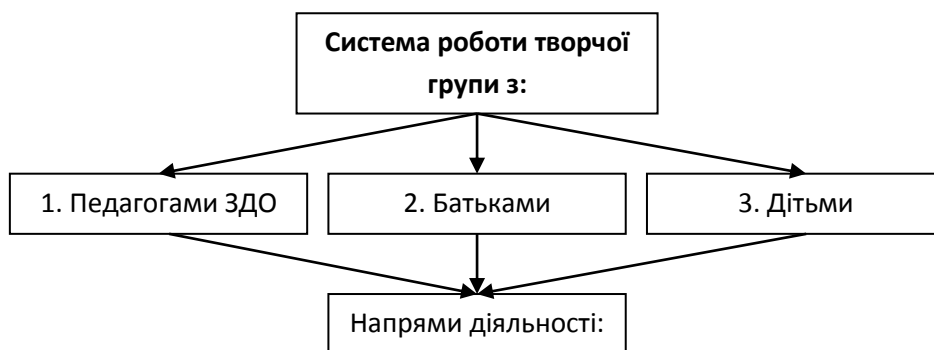 Система роботи творчої
групи з:
1. Педагогами ЗДО
2. Батьками
3. Дітьми
Напрями діяльності: